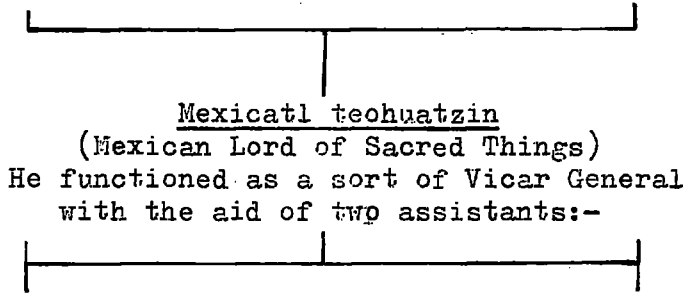 Mexicatl teohuatzin
(Mexican Lord of Sacred Things)
He functioned as a sort of Vicar General
with the aid of two assistants:-